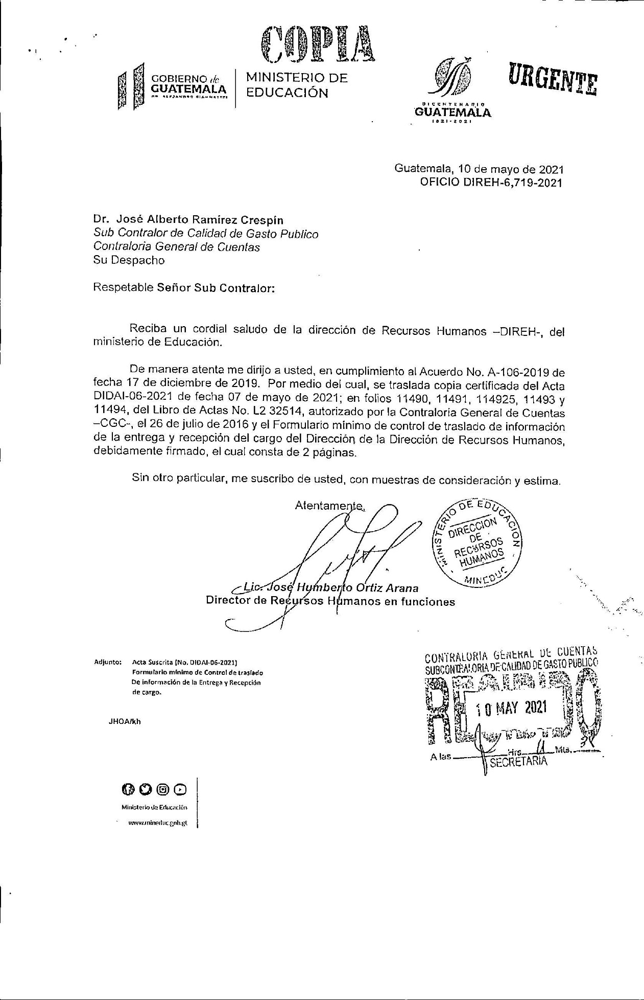 COPIA
URGENTE
GOBIERNO de
GUATEMALA
DR. ALEJANDRO GIAMMATTEI
MINISTERIO DE
EDUCACIÓN
BICENTENARIO
GUATEMALA
1821-2021
Guatemala, 10 de mayo de 2021
OFICIO DIREH-6,719-2021
Dr. José Alberto Ramírez Crespín
Sub Contralor de Calidad de Gasto Publico
Contraloría General de Cuentas
Su Despacho
Respetable Señor Sub Contralor:
Reciba un cordial saludo de la dirección de Recursos Humanos –DIREH-, del
ministerio de Educación.
De manera atenta me dirijo a usted, en cumplimiento al Acuerdo No. A-106-2019 de
fecha 17 de diciembre de 2019. Por medio del cual, se traslada copia certificada del Acta
DIDAI-06-2021 de fecha 07 de mayo de 2021; en folios 11490, 11491, 114925, 11493 y
11494, del Libro de Actas No. L2 32514, autorizado por la Contraloría General de Cuentas
–CGC-, el 26 de julio de 2016 y el Formulario mínimo de control de traslado de información
de la entrega y recepción del cargo del Dirección de la Dirección de Recursos Humanos,
debidamente firmado, el cual consta de 2 páginas.
Sin otro particular, me suscribo de usted, con muestras de consideración y estima.
Atentamente,
MINISTERIO DE EDUCACION
DIRECCION
DE
RECURSOS
HUMANOS
MINEDUC
Lic. José Humberto Ortiz Arana
Director de Recursos Humanos en funciones
Adjunto: Acta Suscrita (No. DIDAI-06-2021)
Formulario mínimo de Control de traslado
De información de la Entrega y Recepción
de cargo.
JHOA/kh
CONTRALORIA GENERAL DE CUENTAS
SUBCONTRALORIA DE CALIDAD DE GASTO PUBLICO
RECIBIDO
10 MAY 2021
A las Hrs. 11 Mts.
SECRETARIA
Ministerio de Educación
www.mineduc.gob.gt